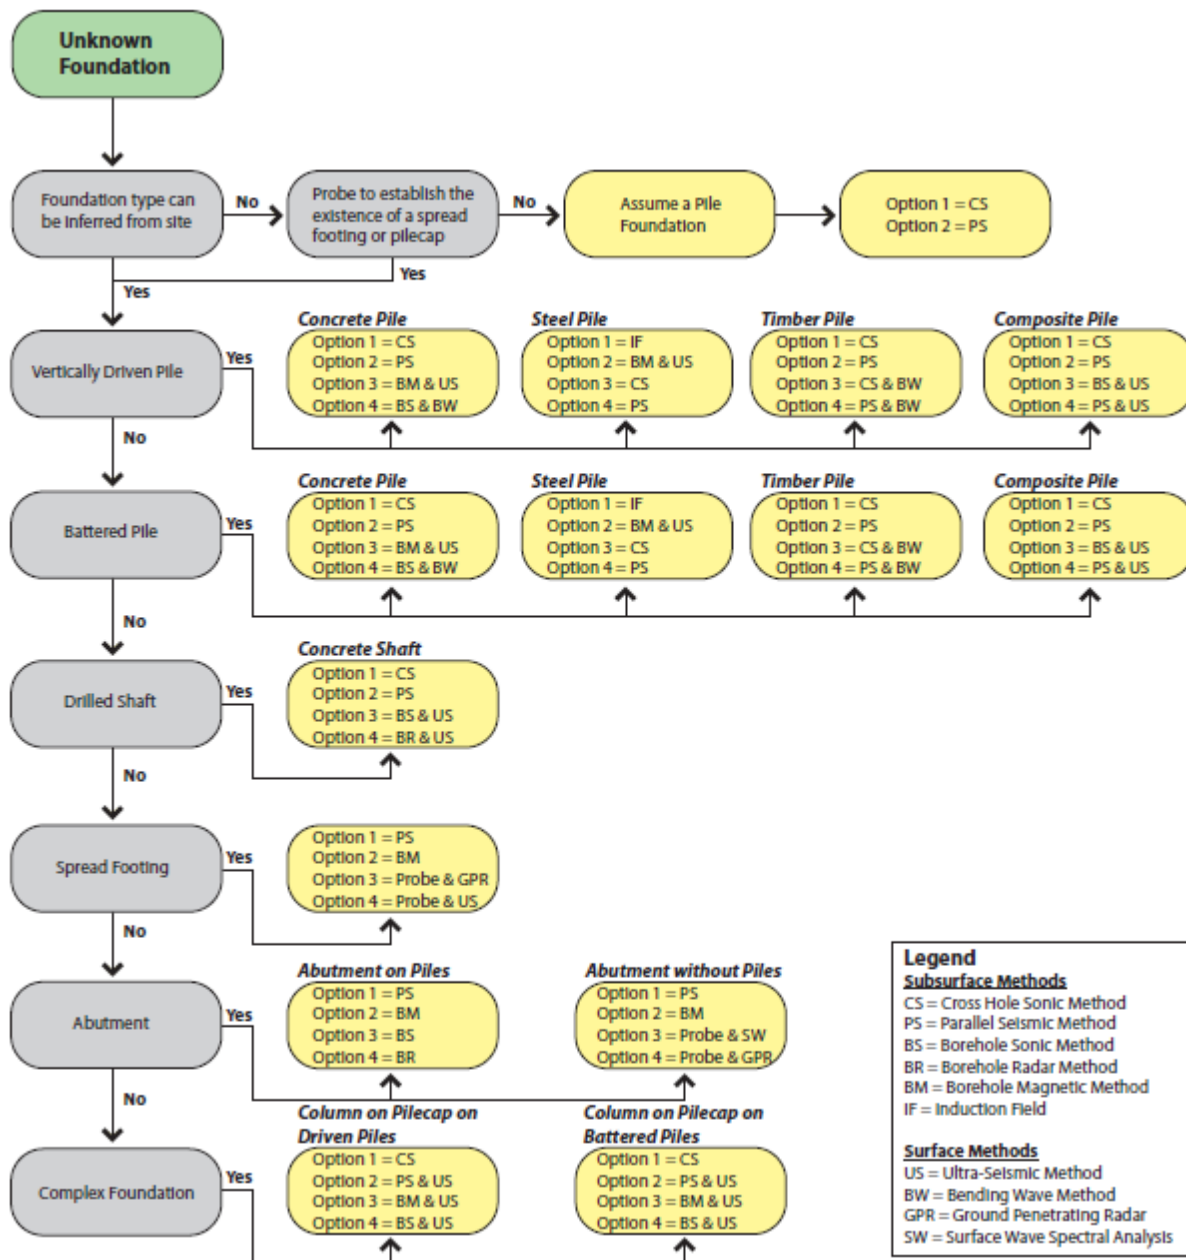 Unknown
Foundation
Foundation type can
be inferred from site
No
Probe to establish the
existence of a spread
footing or pilecap
No
Assume a Pile
Foundation
Option 1 = CS
Option 2 = PS
Yes
Yes
Vertically Driven Pile
Yes
Concrete Pile
Option 1 = CS
Option 2 = PS
Option 3 = BM & US
Option 4 = BS & BW
Steel Pile
Option 1 = IF
Option 2 = BM & US
Option 3 = CS
Option 4 = PS
Timber Pile
Option 1 = CS
Option 2 = PS
Option 3 = CS & BW
Option 4 = PS & BW
Composite Pile
Option 1 = CS
Option 2 = PS
Option 3 = BS & US
Option 4 = PS & US
No
Battered Pile
Yes
Concrete Pile
Option 1 = CS
Option 2 = PS
Option 3 = BM & US
Option 4 = BS & BW
Steel Pile
Option 1 = IF
Option 2 = BM & US
Option 3 = CS
Option 4 = PS
Timber Pile
Option 1 = CS
Option 2 = PS
Option 3 = CS & BW
Option 4 = PS & BW
Composite Pile
Option 1 = CS
Option 2 = PS
Option 3 = BS & US
Option 4 = PS & US
No
Drilled Shaft
Yes
Concrete Shaft
Option 1 = CS
Option 2 = PS
Option 3 = BS & US
Option 4 = BR & US
No
Spread Footing
Yes
Option 1 = PS
Option 2 = BM
Option 3 = Probe & GPR
Option 4 = Probe & US
No
Abutment
Yes
Abutment on Piles
Option 1 = PS
Option 2 = BM
Option 3 = BS
Option 4 = BR
Abutment without Piles
Option 1 = PS
Option 2 = BM
Option 3 = Probe & SW
Option 4 = Probe & GPR
No
Complex Foundation
Yes
Column on Pilecap on
Driven Piles
Option 1 = CS
Option 2 = PS & US
Option 3 = BM & US
Option 4 = BS & US
Column on Pilecap on
Battered Piles
Option 1 = CS
Option 2 = PS & US
Option 3 = BM & US
Option 4 = BS & US
Legend
Subsurface Methods
CS = Cross Hole Sonic Method
PS = Parallel Seismic Method
BS = Borehole Sonic Method
BR = Borehole Radar Method
BM = Borehole Magnetic Method
IF = Induction Field
Surface Methods
US = Ultra-Seismic Method
BW = Bending Wave Method
GPR = Ground Penetrating Radar
SW = Surface Wave Spectral Analysis